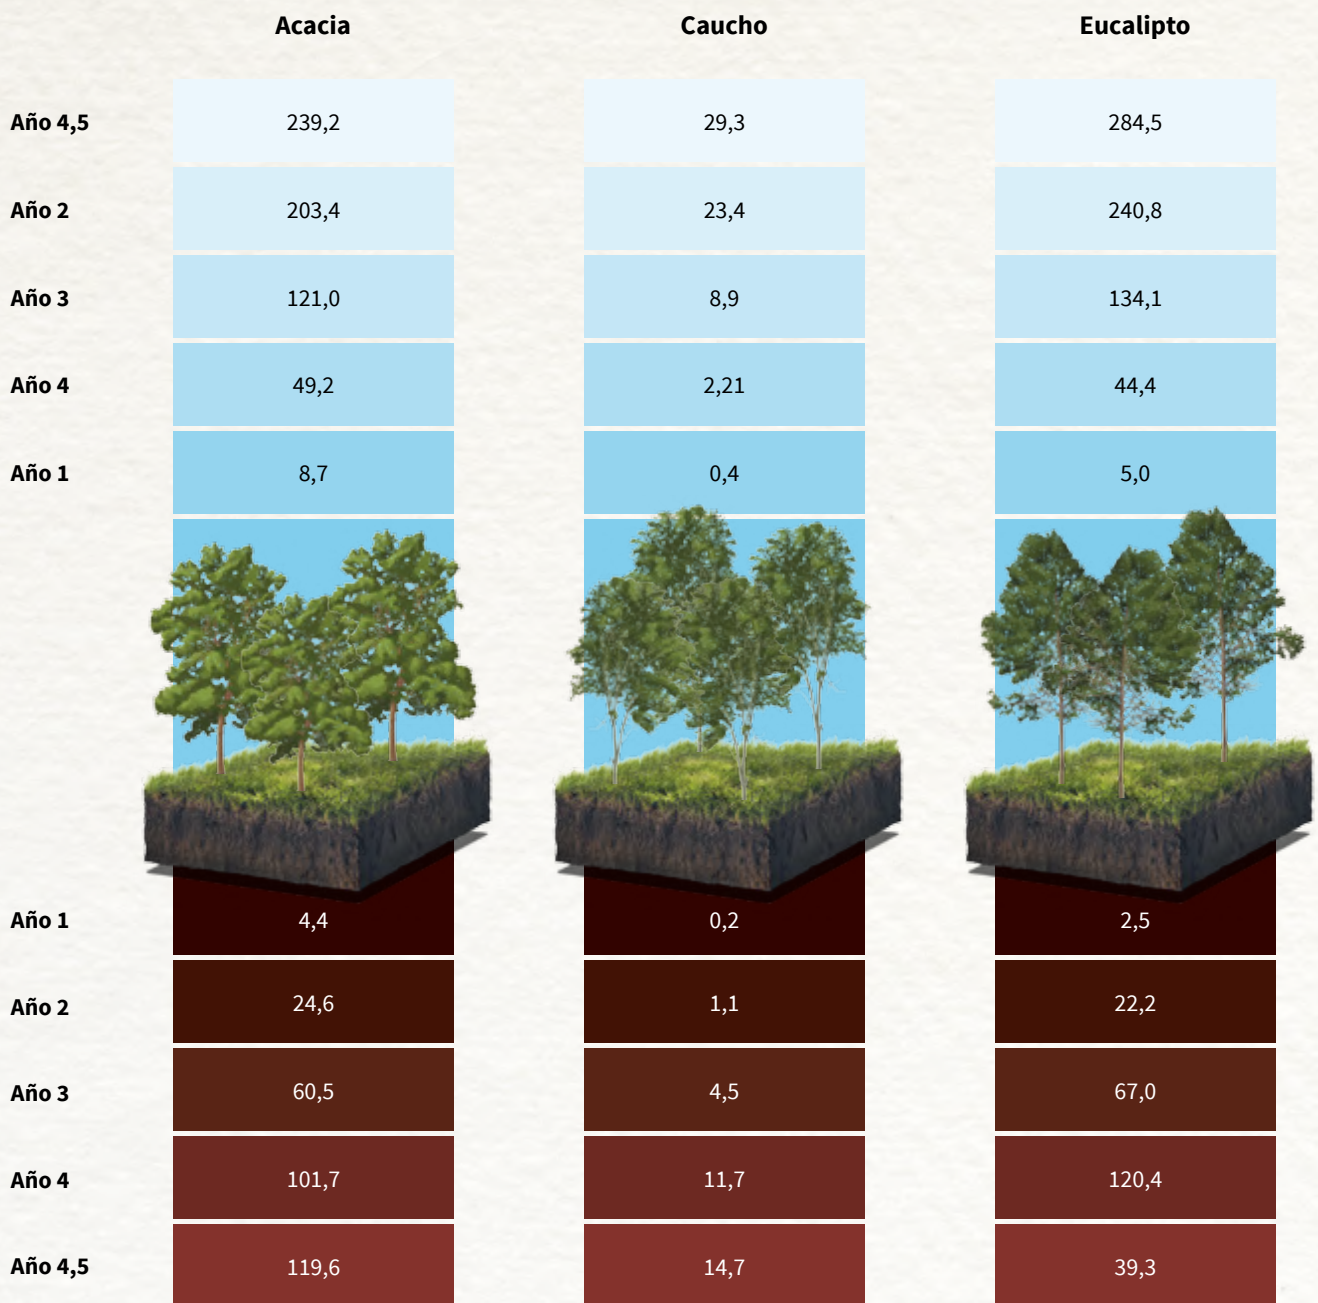 Acacia Caucho Eucalipto
Año 4,5 239,2 29,3 284,5
Año 2 203,4 23,4 240,8
Año 3 121,0 8,9 134,1
Año 4 49,2 2,21 44,4
Año 1 8,7 0,4 5,0
Año 1 4,4 0,2 2,5
Año 2 24,6 1,1 22,2
Año 3 60,5 4,5 67,0
Año 4 101,7 11,7 120,4
Año 4,5 119,6 14,7 39,3